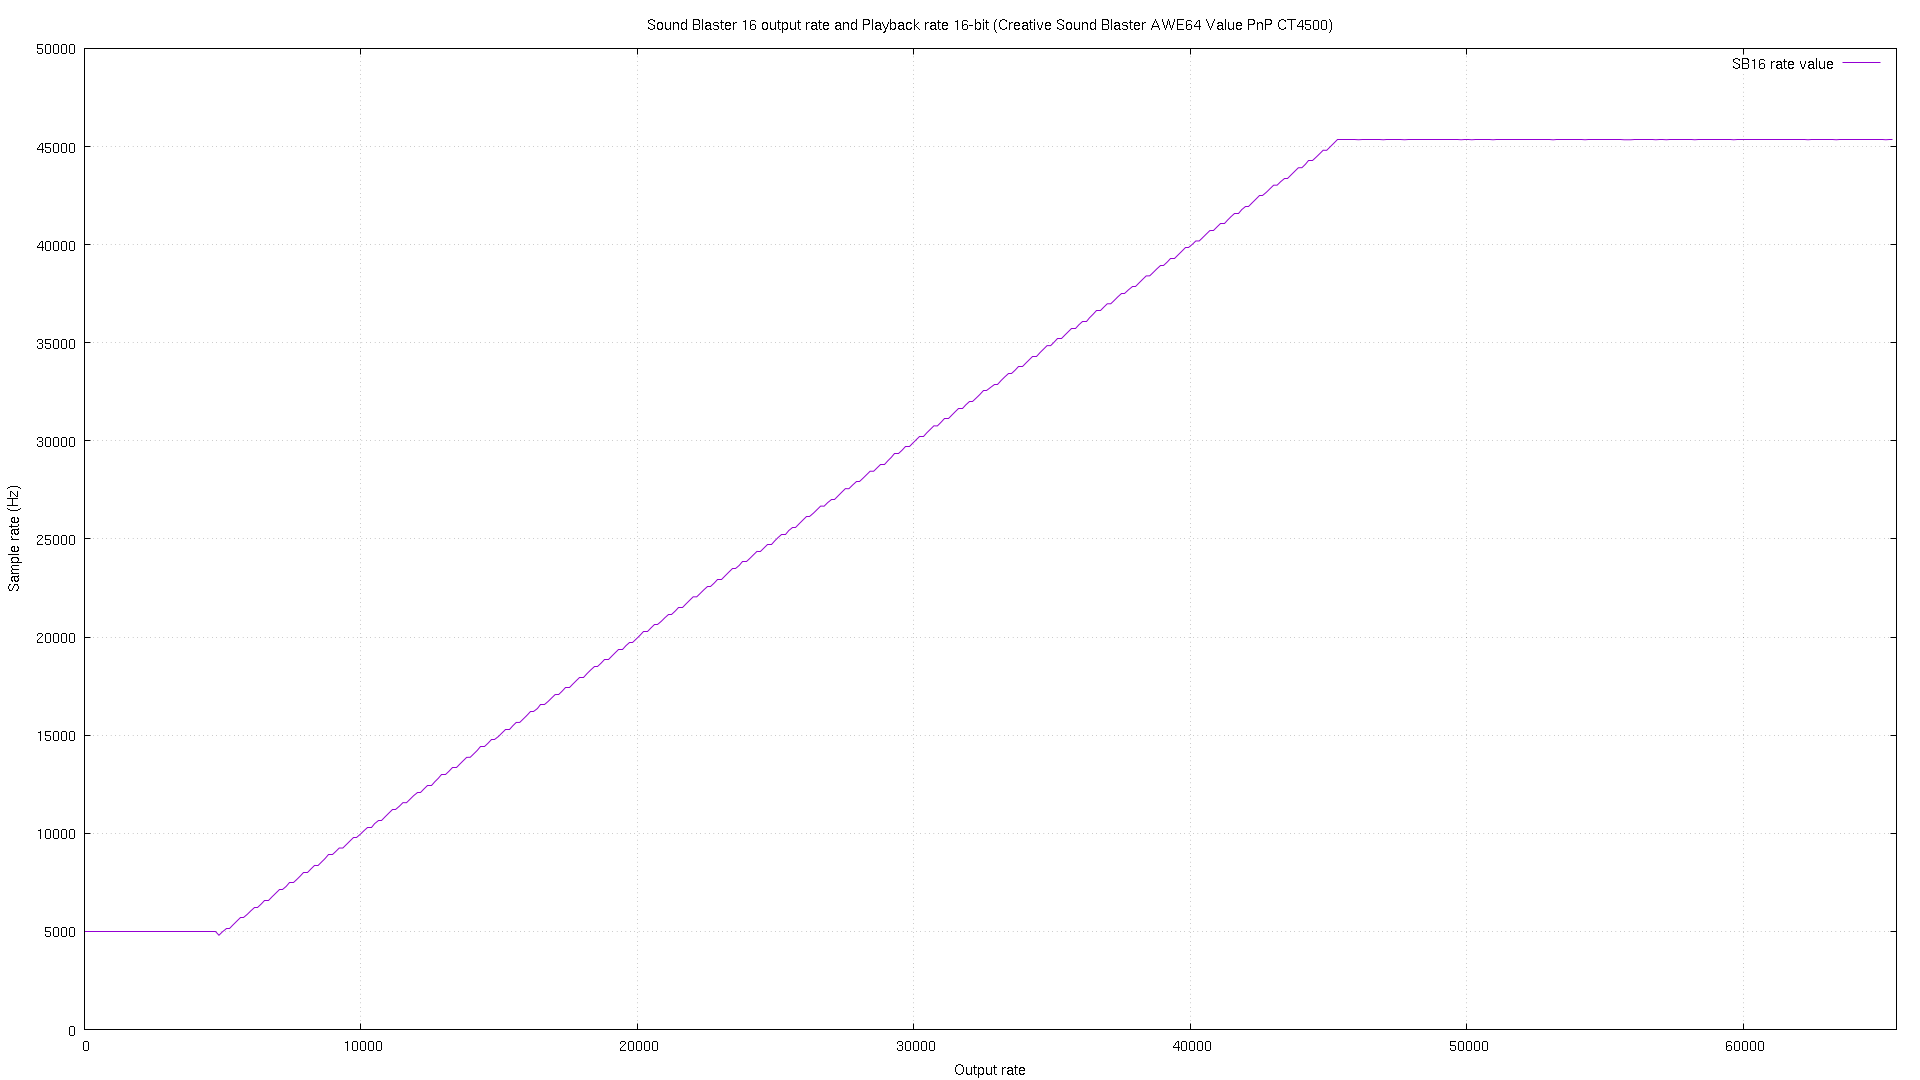 Sound Blaster 16 output rate and Playback rate 16-bit (Creative Sound Blaster AWE64 Value PnP CT4500)
SB16 rate value
50000
45000
40000
35000
30000
25000
20000
15000
10000
5000
0
Sample rate (Hz)
0 10000 20000 30000 40000 50000 60000
Output rate